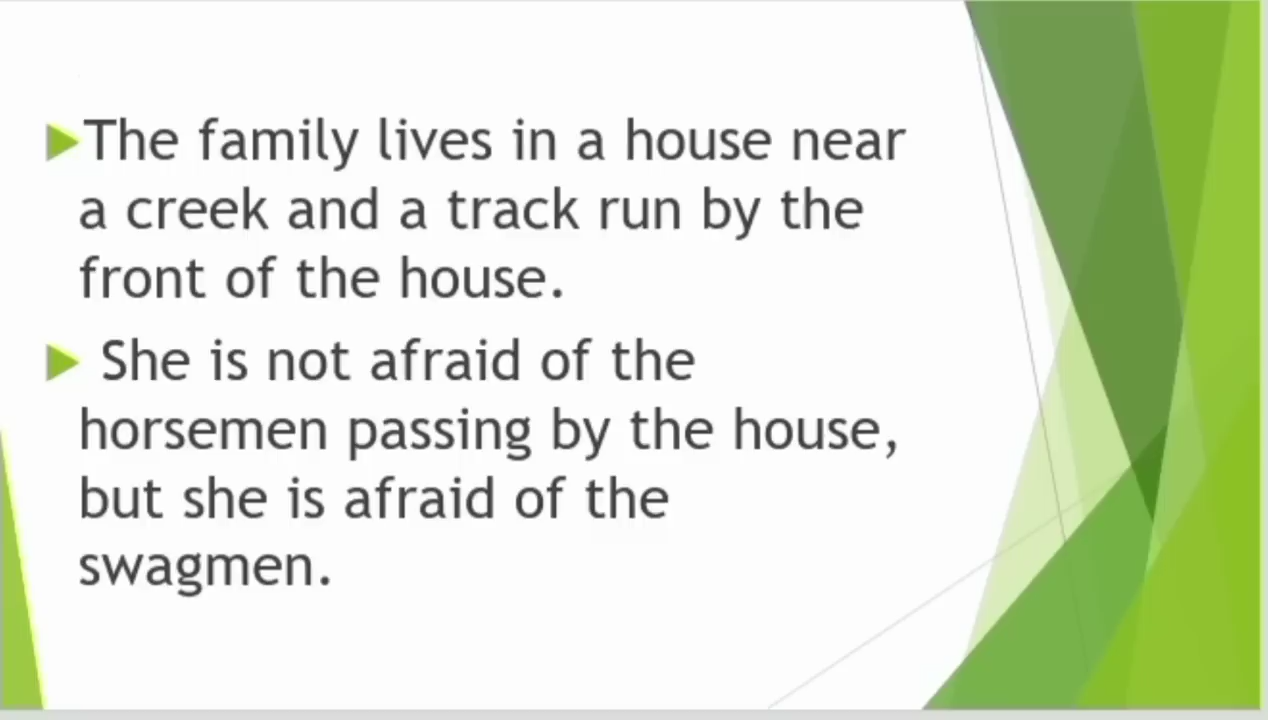 The family lives in a house near
a creek and a track run by the
front of the house.
She is not afraid of the
horsemen passing by the house,
but she is afraid of the
swagmen.